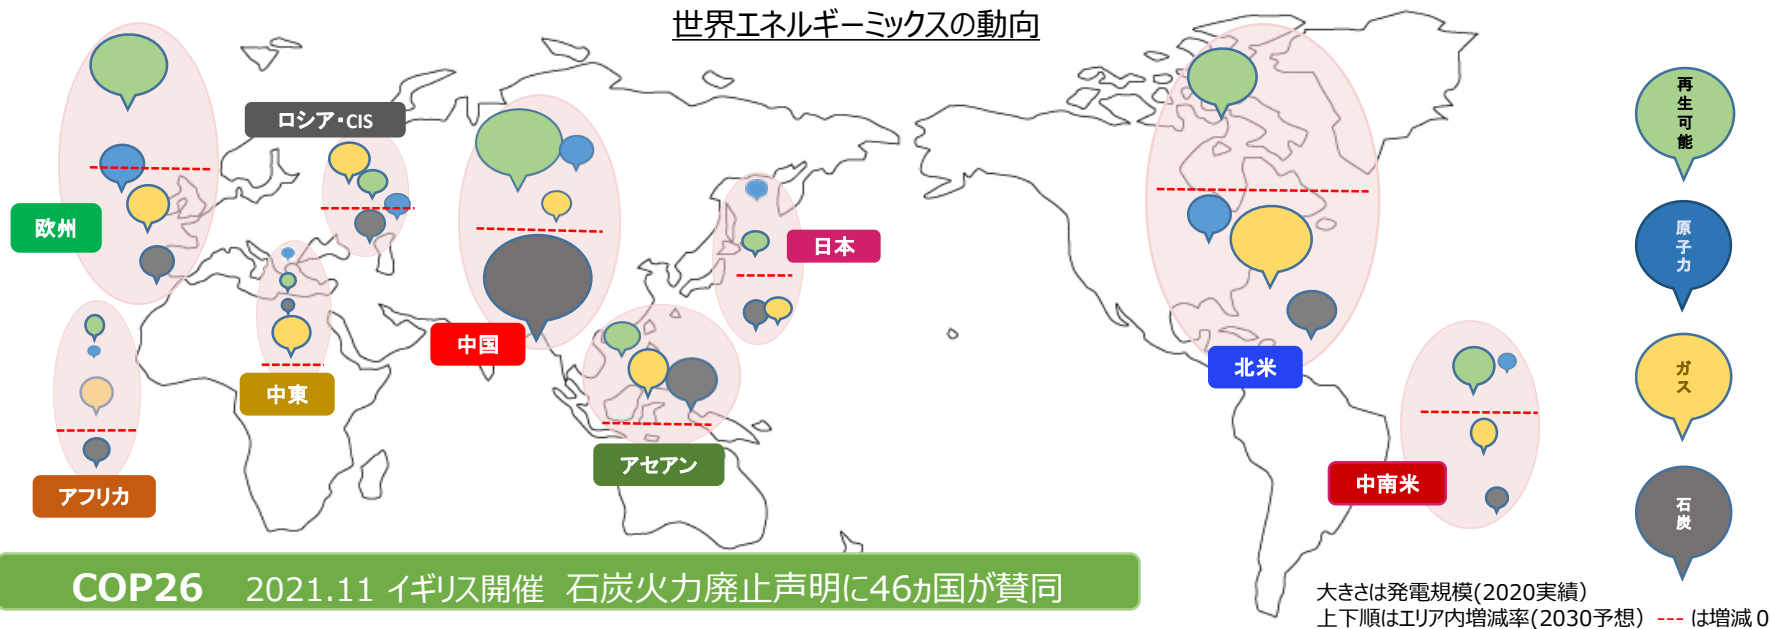 世界エネルギーミックスの動向
ロシア・CIS
欧州
日本
中国
中東
北米
アセアン
アフリカ
中南米
再生可能
原子力
ガス
石炭
COP26 2021.11 イギリス開催 石炭火力廃止声明に46ヵ国が賛同
大きさは発電規模(2020実績)
上下順はエリア内増減率(2030予想) --- は増減0